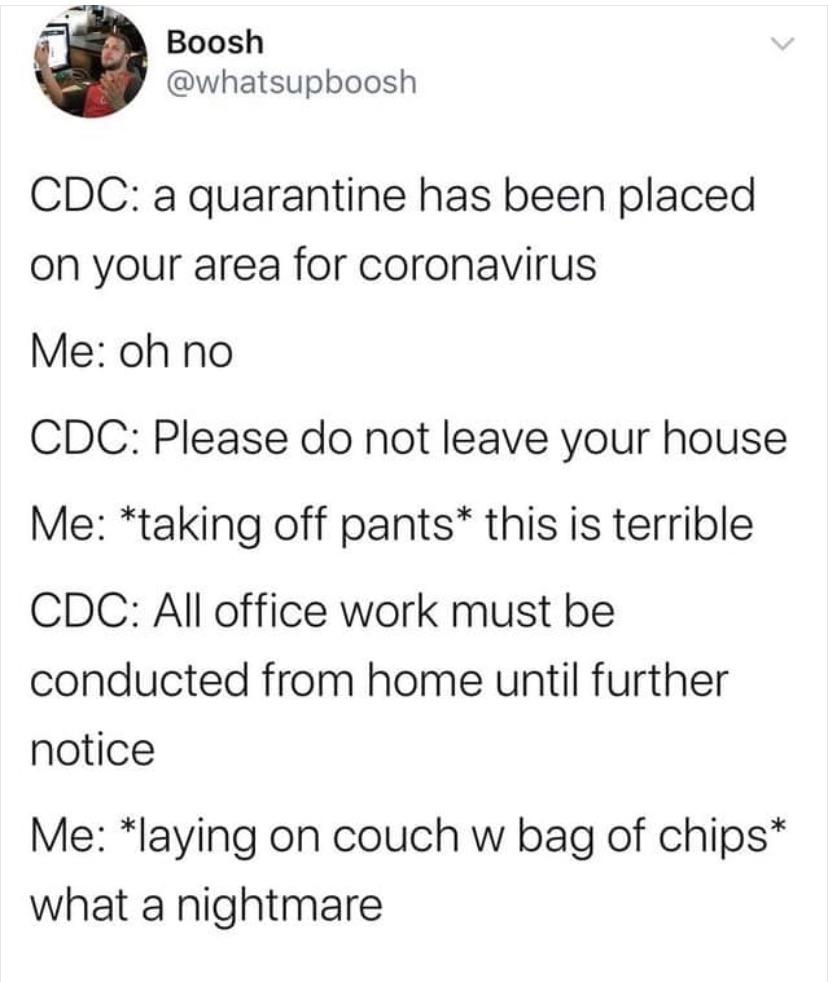 Boosh
@whatsupboosh
CDC: a quarantine has been placed
on your area for coronavirus
Me: oh no
CDC: Please do not leave your house
Me: *taking off pants* this is terrible
CDC: All office work must be
conducted from home until further
notice
Me: *laying on couch w bag of chips*
what a nightmare